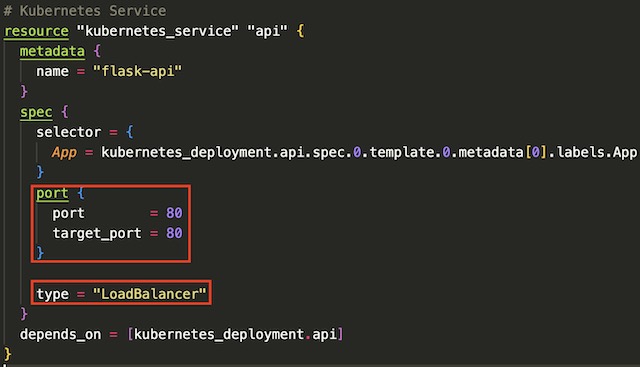 # Kubernetes Service
resource "kubernetes_service" "api" {
metadata {
name = "flask-api"
}
spec {
selector = {
App = kubernetes_deployment.api.spec.0.template.0.metadata[0].labels.App
}
port {
port = 80
target_port = 80
}
type = "LoadBalancer"
}
depends_on = [kubernetes_deployment.api]
}